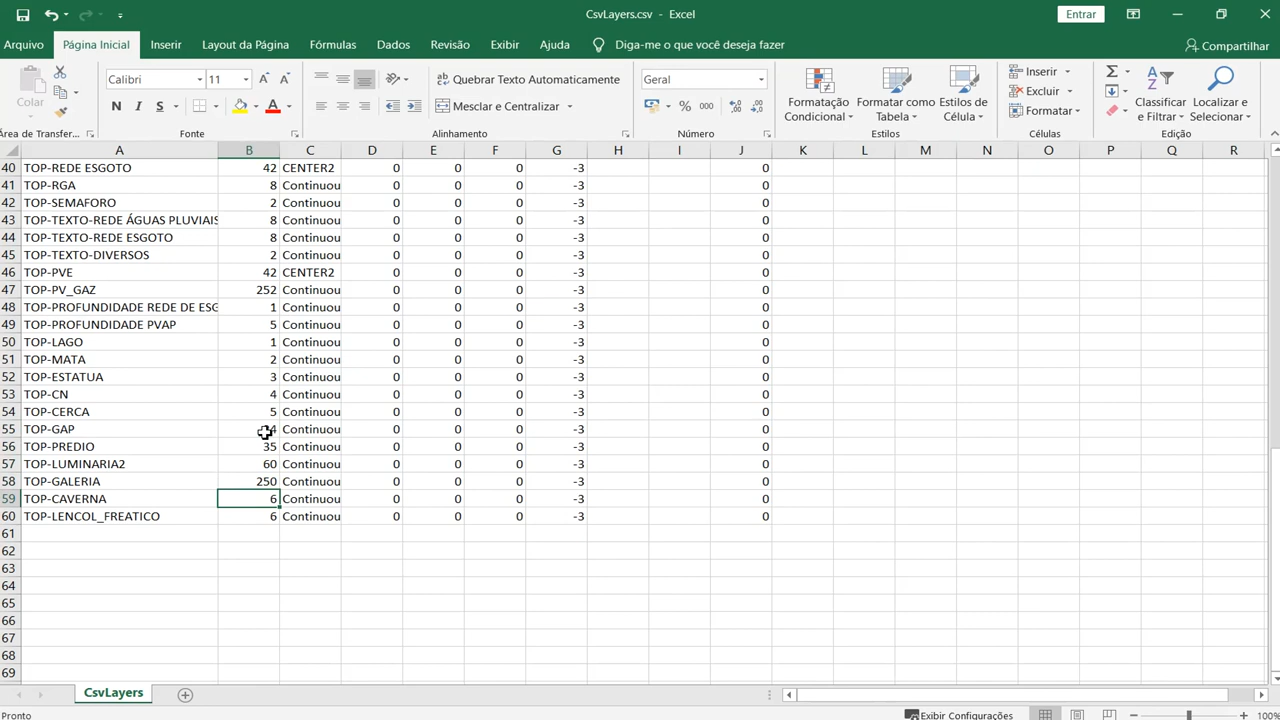 CsvLayers.csv - Excel
Entrar
Arquivo Página Inicial Inserir Layout da Página Fórmulas Dados Revisão Exibir Ajuda Diga-me o que você deseja fazer Compartilhar
Colar
Calibri 11
N I S
Quebrar Texto Automaticamente
Mesclar e Centralizar
Geral
% 000
Formatação Condicional
Formatar como Tabela
Estilos de Célula
Inserir
Excluir
Formatar
Classificar e Filtrar
Localizar e Selecionar
Área de Transfer... Fonte Alinhamento Número Estilos Células Edição
A B C D E F G H I J K L M N O P Q R
40 TOP-REDE ESGOTO 42 CENTER2 0 0 0 -3 0
41 TOP-RGA 8 Continuou 0 0 0 -3 0
42 TOP-SEMAFORO 2 Continuou 0 0 0 -3 0
43 TOP-TEXTO-REDE ÁGUAS PLUVIAIS 8 Continuou 0 0 0 -3 0
44 TOP-TEXTO-REDE ESGOTO 8 Continuou 0 0 0 -3 0
45 TOP-TEXTO-DIVERSOS 2 Continuou 0 0 0 -3 0
46 TOP-PVE 42 CENTER2 0 0 0 -3 0
47 TOP-PV_GAZ 252 Continuou 0 0 0 -3 0
48 TOP-PROFUNDIDADE REDE DE ESG 1 Continuou 0 0 0 -3 0
49 TOP-PROFUNDIDADE PVAP 5 Continuou 0 0 0 -3 0
50 TOP-LAGO 1 Continuou 0 0 0 -3 0
51 TOP-MATA 2 Continuou 0 0 0 -3 0
52 TOP-ESTATUA 3 Continuou 0 0 0 -3 0
53 TOP-CN 4 Continuou 0 0 0 -3 0
54 TOP-CERCA 5 Continuou 0 0 0 -3 0
55 TOP-GAP Continuou 0 0 0 -3 0
56 TOP-PREDIO 35 Continuou 0 0 0 -3 0
57 TOP-LUMINARIA2 60 Continuou 0 0 0 -3 0
58 TOP-GALERIA 250 Continuou 0 0 0 -3 0
59 TOP-CAVERNA 6 Continuou 0 0 0 -3 0
60 TOP-LENCOL_FREATICO 6 Continuou 0 0 0 -3 0
61
62
63
64
65
66
67
68
69
CsvLayers
Pronto Exibir Configurações 100%